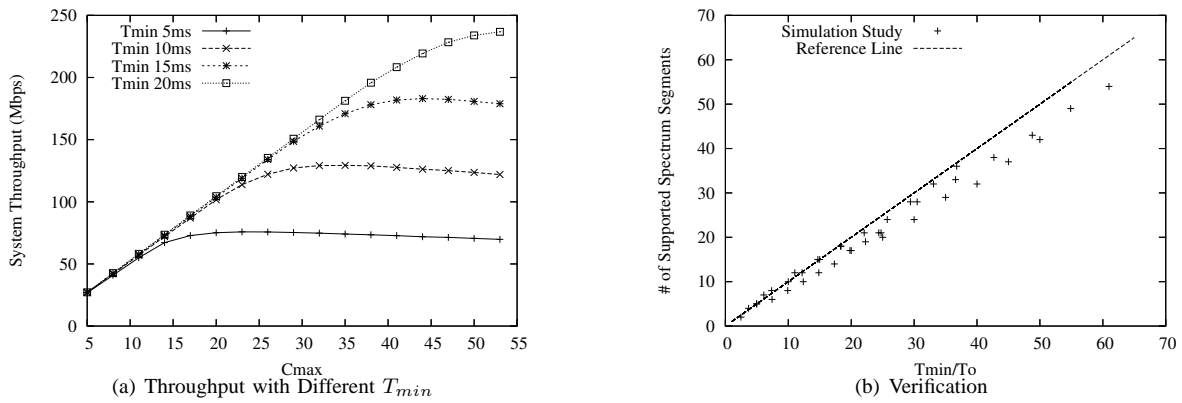 System Throughput (Mbps)
300
250
200
150
100
50
0
Tmin 5ms
Tmin 10ms
Tmin 15ms
Tmin 20ms
5 10 15 20 25 30 35 40 45 50 55
Cmax
(a) Throughput with Different Tmin
# of Supported Spectrum Segments
70
60
50
40
30
20
10
0
Simulation Study
Reference Line
0 10 20 30 40 50 60 70
Tmin/To
(b) Verification